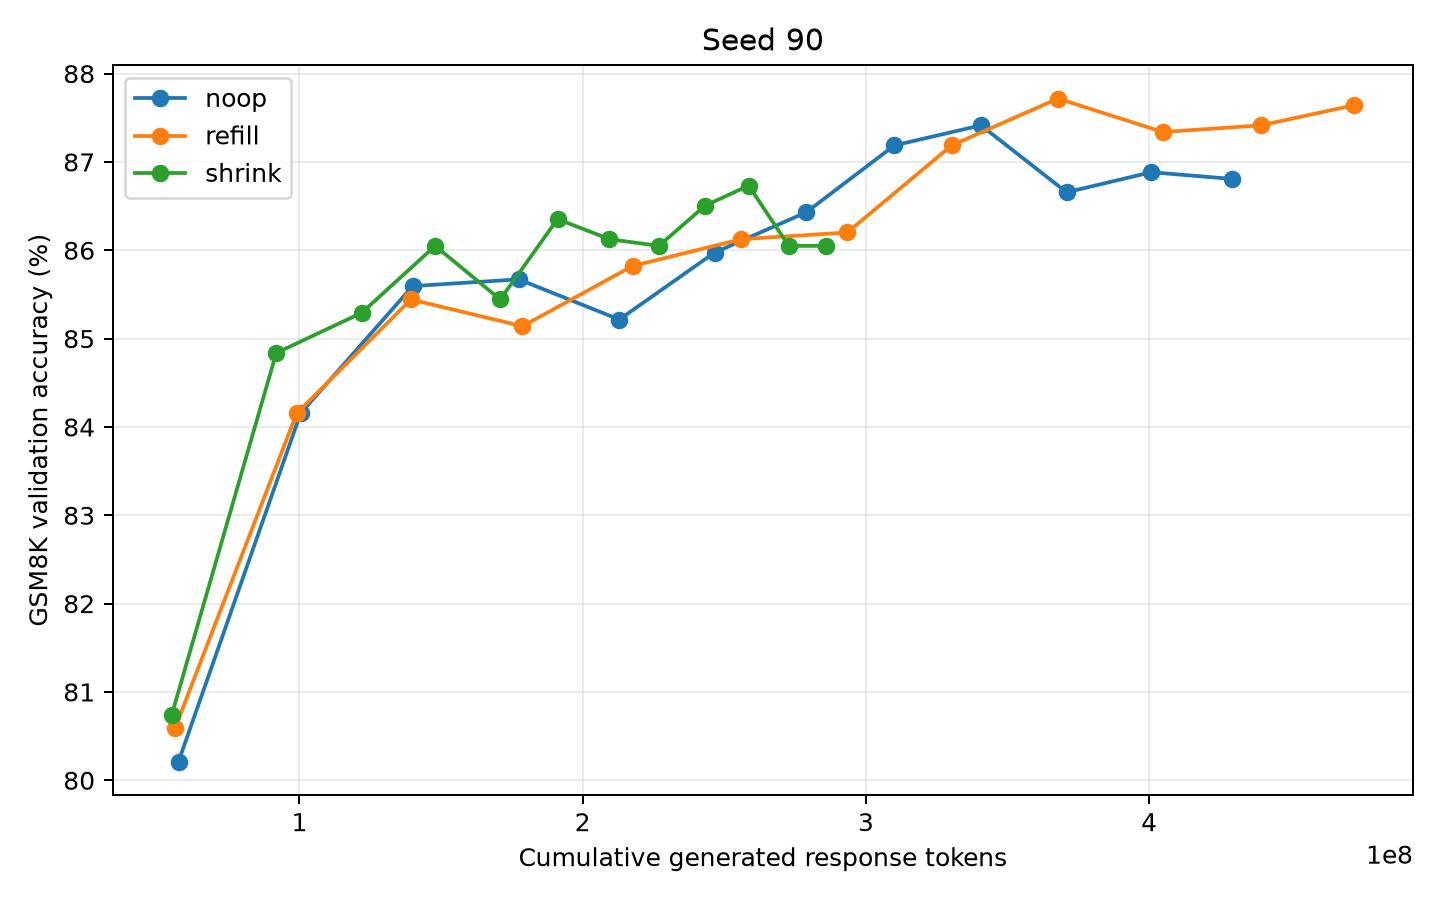 Seed 90
noop
refill
shrink
GSM8K validation accuracy (%)
88
87
86
85
84
83
82
81
80
1
2
3
4
1e8
Cumulative generated response tokens